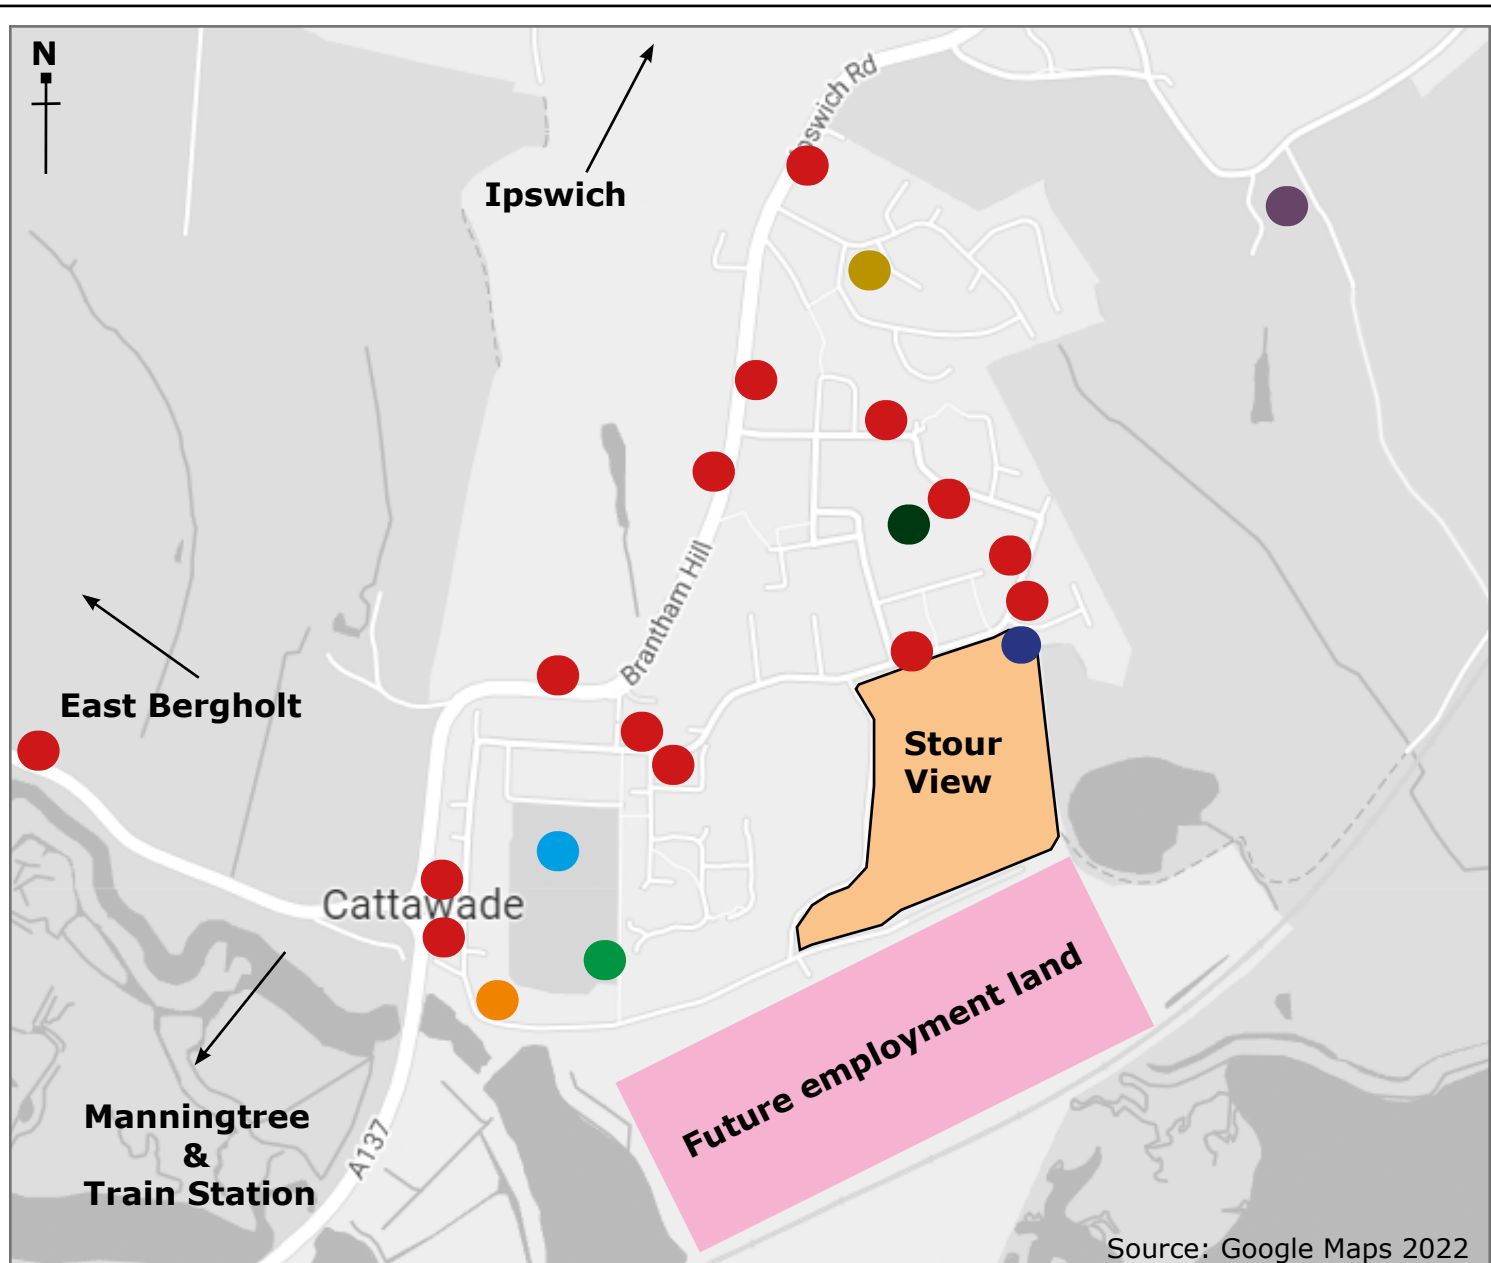 N
Ipswich Rd
Ipswich
Brantham Hill
East Bergholt
Stour
View
Cattawade
Future employment land
Manningtree
&
Train Station
A137
Source: Google Maps 2022